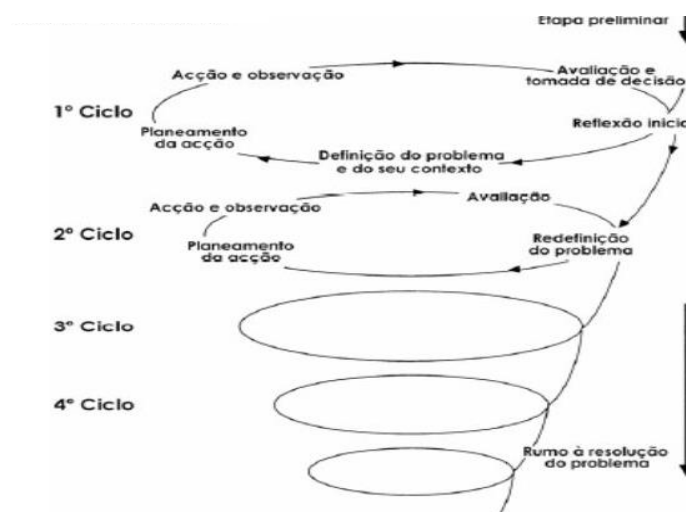 Etapa preliminar
Acção e observação
Avaliação e
tomada de decisão
1º Ciclo
Reflexão inicia
Planeamento
da acção
Definição do problema
e do seu contexto
Acção e observação
Avaliação
2º Ciclo
Planeamento
da acção
Redefinição
do problema
3º Ciclo
4º Ciclo
Rumo à resolução
do problema